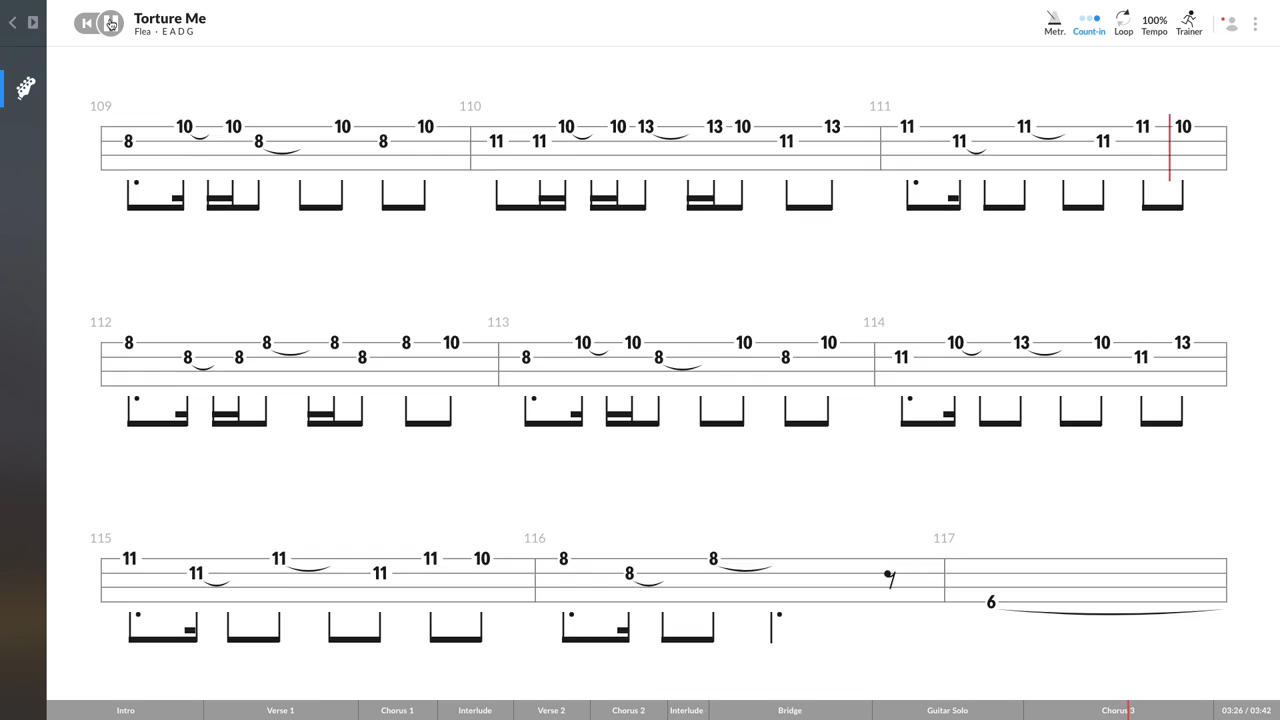 Torture Me
Flea · E A D G
Metr.
Count-in
Loop
100%
Tempo
Trainer
109
110
111
8 10 10 8 10 8 10 11 11 10 10 13 13 10 11 13 11 11 11 11 11 10
112
113
114
8 8 8 8 8 8 8 10 8 10 10 8 10 8 10 11 10 13 10 11 13
115
116
117
11 11 11 11 11 10 8 8 8 6
Intro
Verse 1
Chorus 1
Interlude
Verse 2
Chorus 2
Interlude
Bridge
Guitar Solo
Chorus 3
03:26 / 03:42